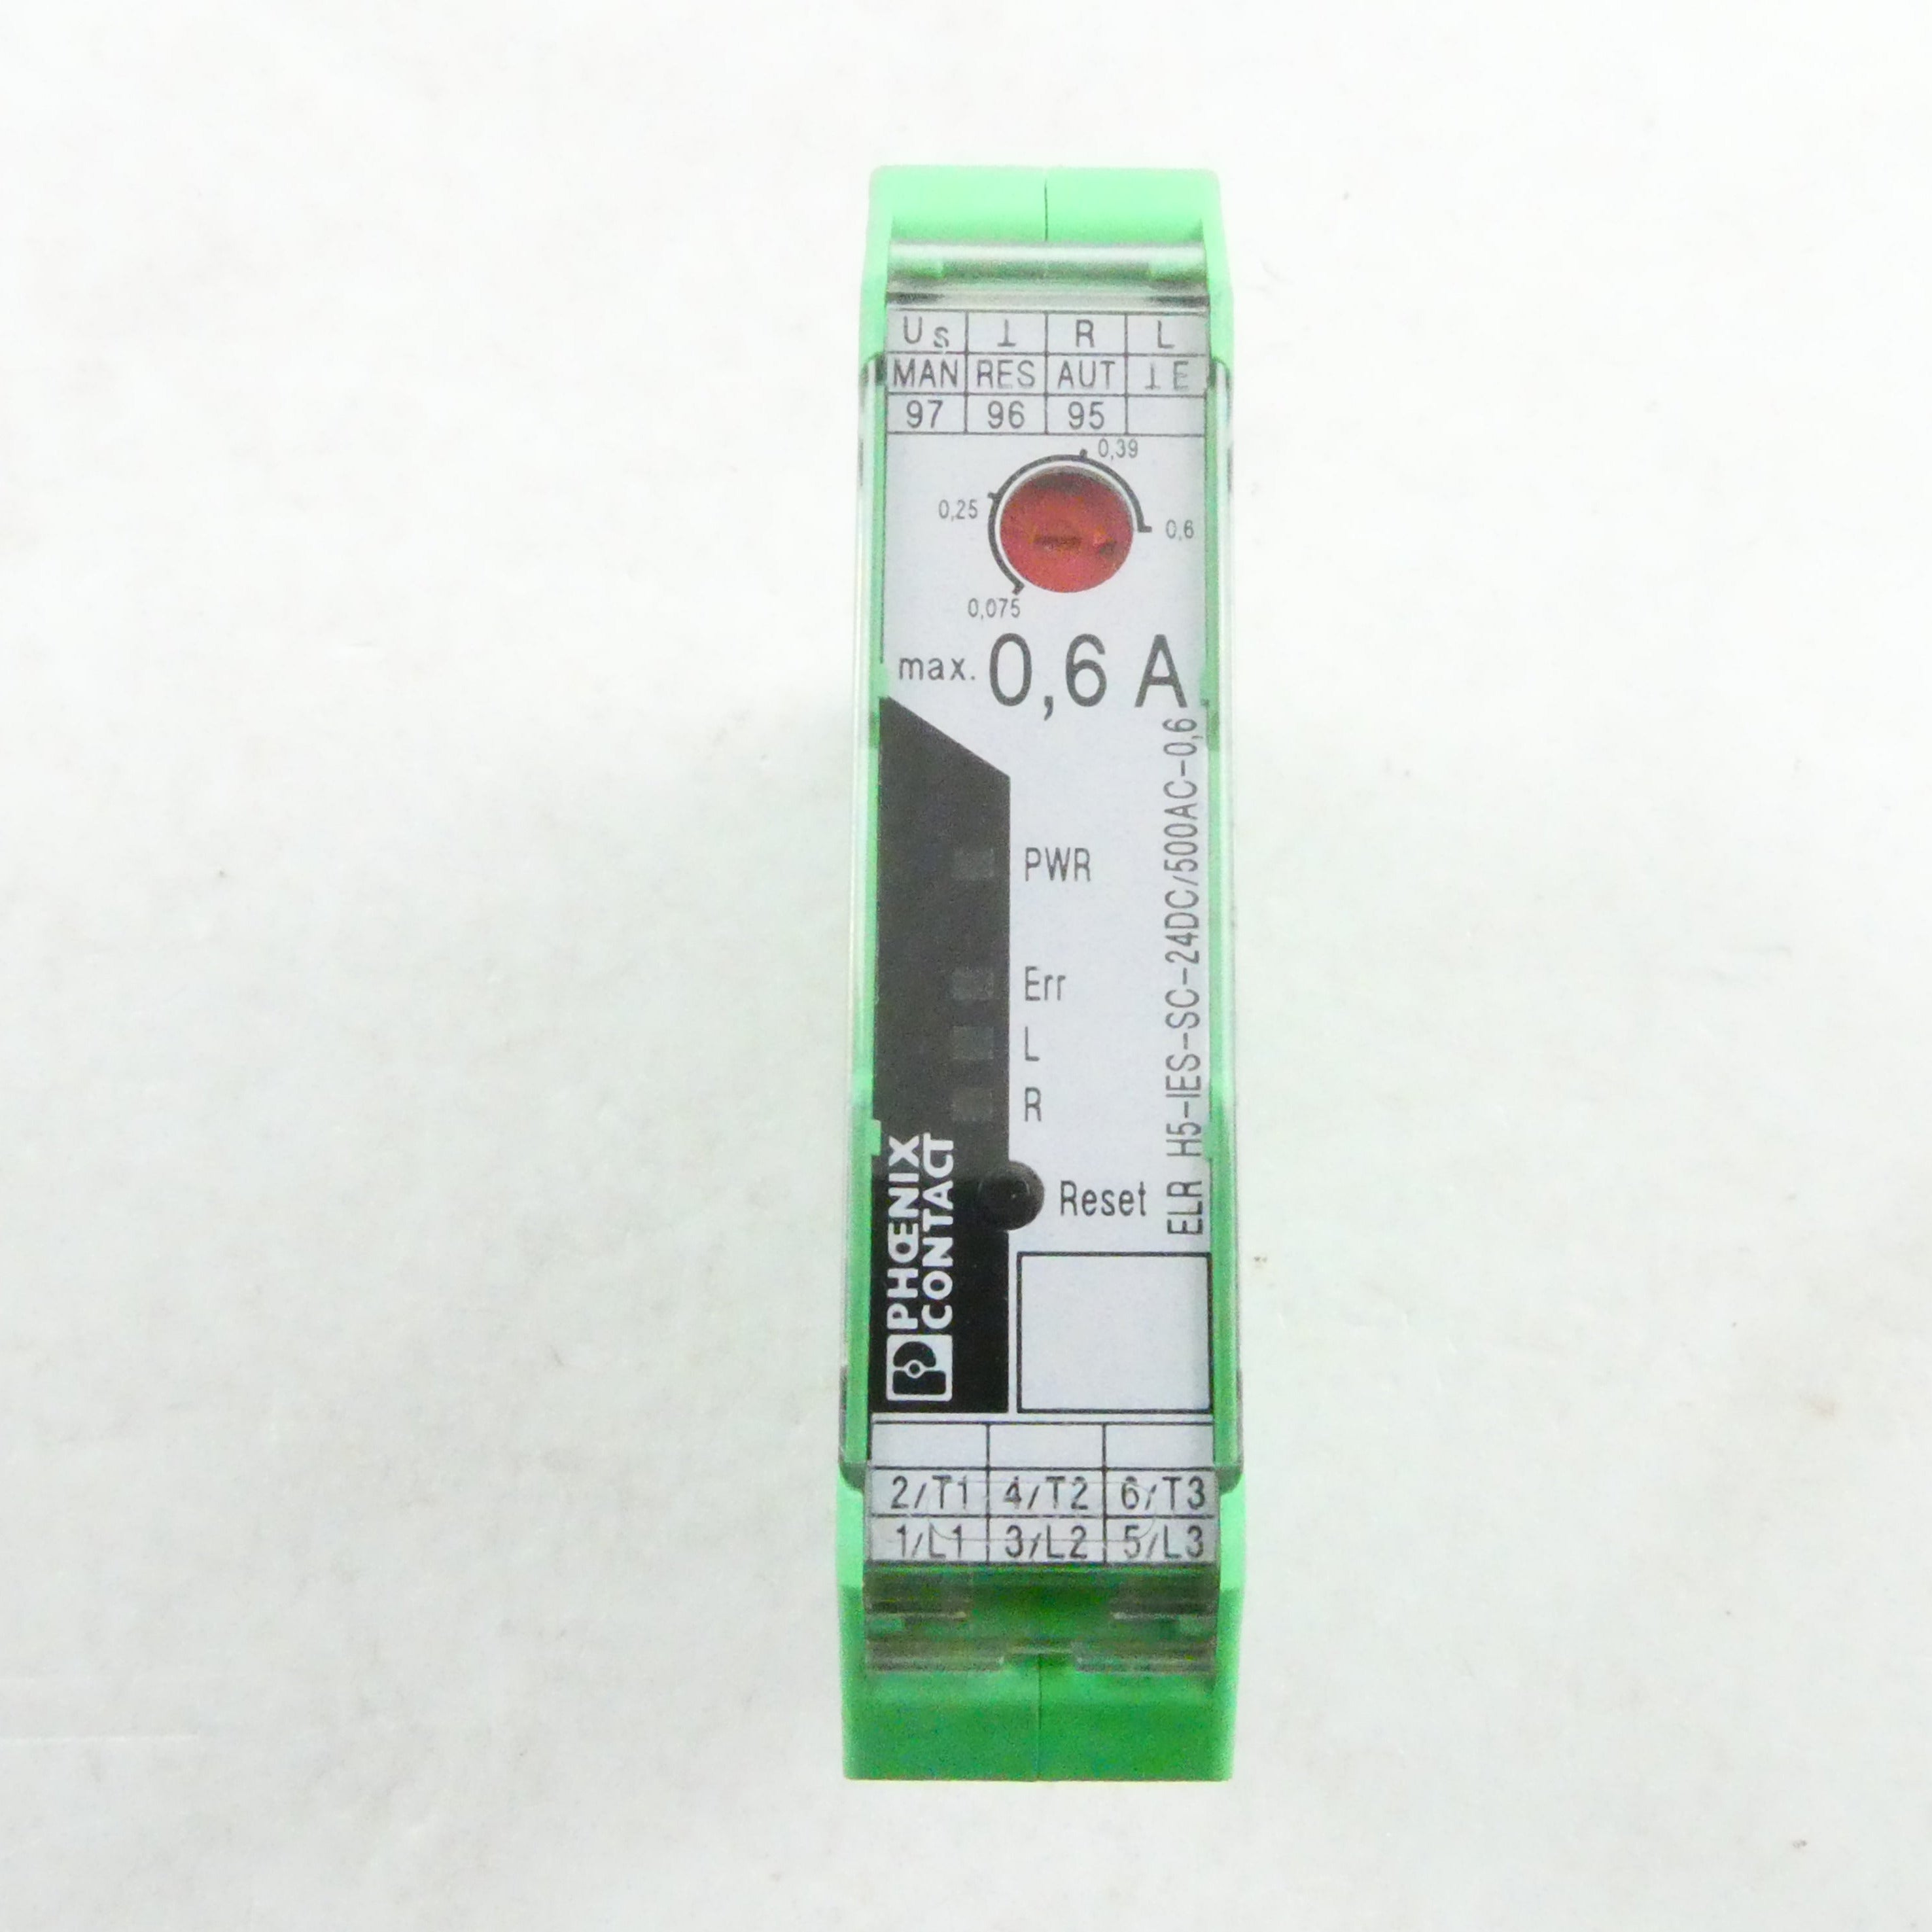 Us ⊥ R L
MAN RES AUT ⊥E
97 96 95
0,39
0,25
0,6
0,075
max. 0,6 A
PWR
Err
L
R
Reset
ELR H5-IES-SC-24DC/500AC-0,6
PHŒNIX
CONTACT
2/T1 4/T2 6/T3
1/L1 3/L2 5/L3